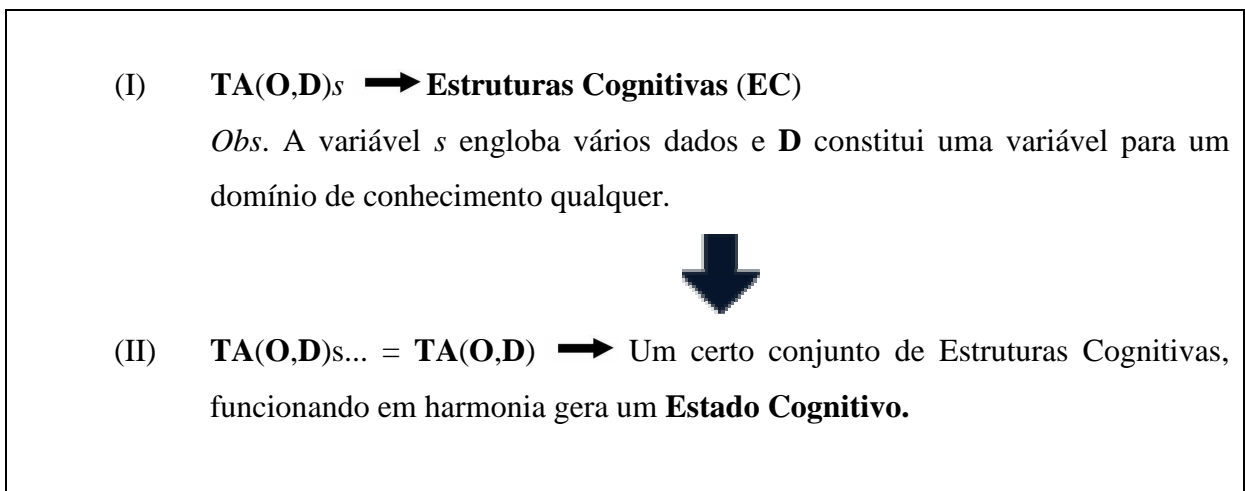 (I) TA(O,D)s ➞ Estruturas Cognitivas (EC)
Obs. A variável s engloba vários dados e D constitui uma variável para um
domínio de conhecimento qualquer.
(II) TA(O,D)s... = TA(O,D) ➞ Um certo conjunto de Estruturas Cognitivas,
funcionando em harmonia gera um Estado Cognitivo.